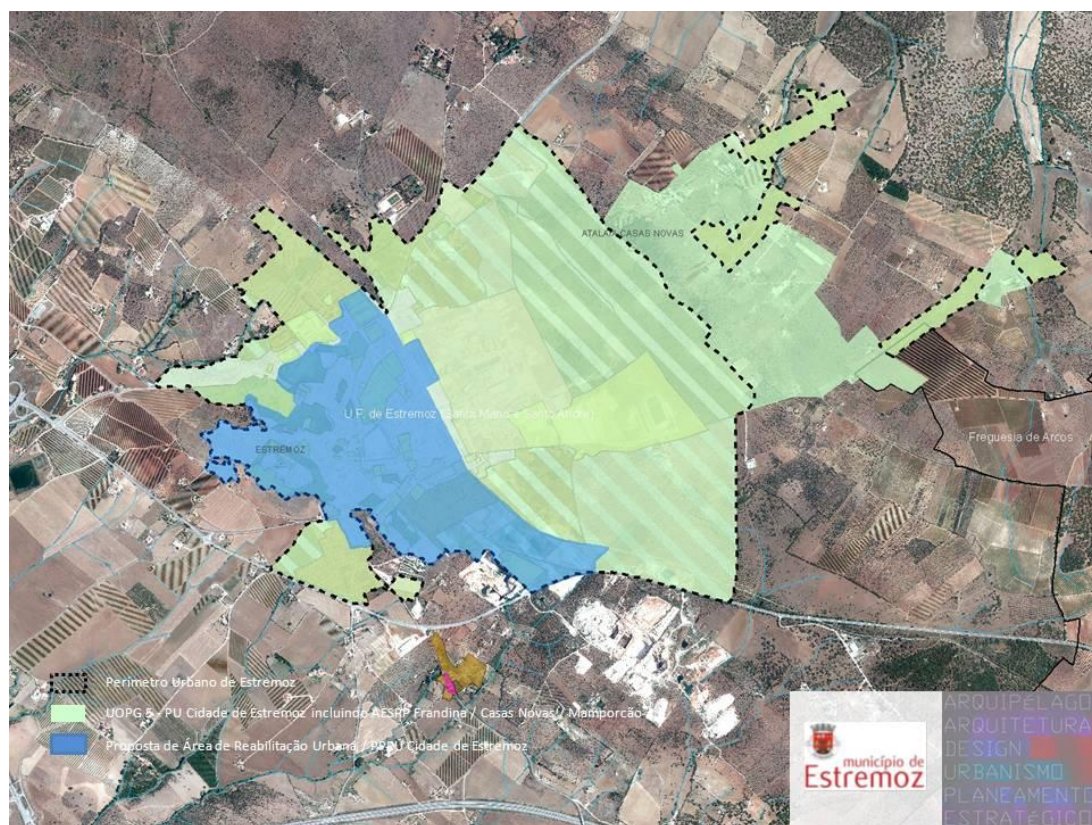 ATALAIA-CASAS NOVAS
U.F. de Estremoz (Santa Maria e Santo André)
Freguesia de Arcos
ESTREMOZ
Perímetro Urbano de Estremoz
UOPG 5 - PU Cidade de Estremoz incluindo AESRP Frandina / Casas Novas / Mamporcão
Proposta de Área de Reabilitação Urbana / PPRU Cidade de Estremoz
município de
Estremoz
ARQUIPELAGO
ARQUITETURA
DESIGN
URBANISMO
PLANEAMENTO